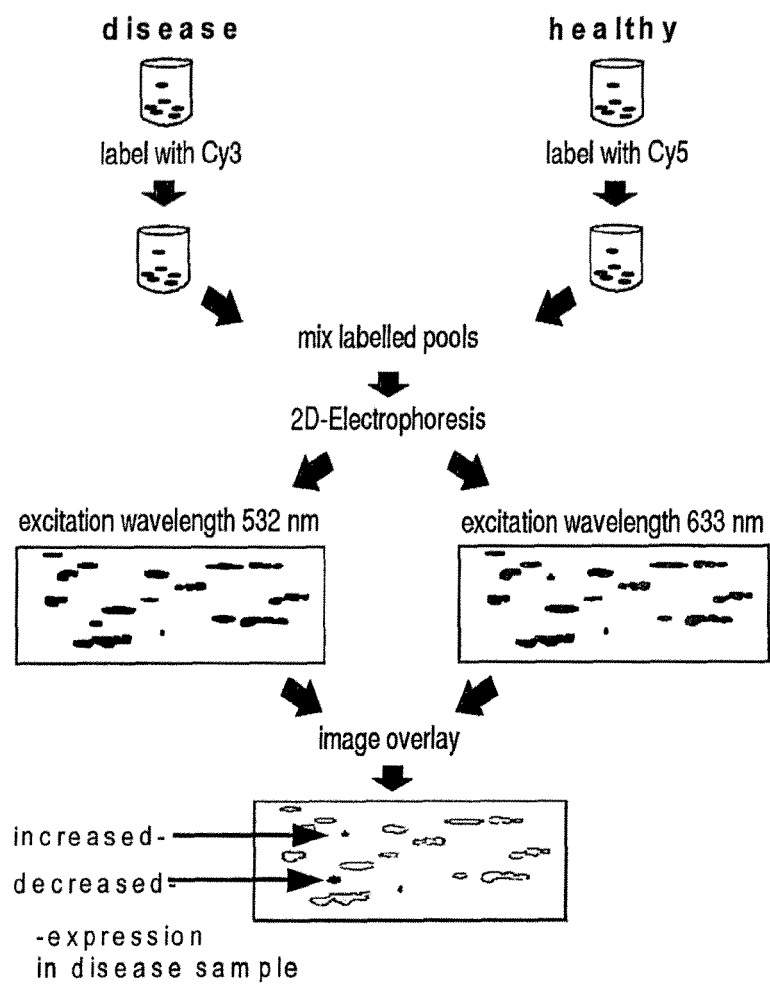 disease
healthy
label with Cy3
label with Cy5
mix labelled pools
2D-Electrophoresis
excitation wavelength 532 nm
excitation wavelength 633 nm
image overlay
increased-
decreased-
-expression
in disease sample